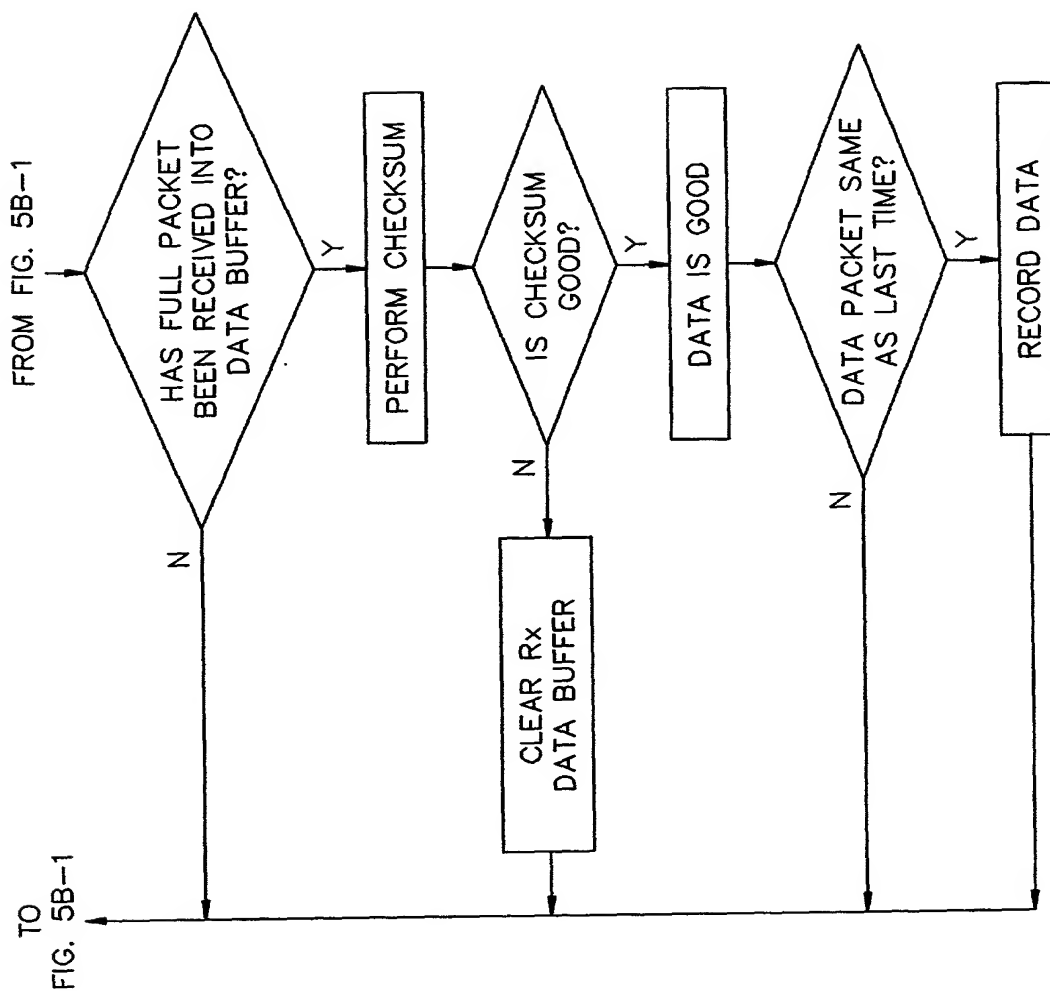 FROM FIG. 5B-1
HAS FULL PACKET
BEEN RECEIVED INTO
DATA BUFFER?
N
Y
PERFORM CHECKSUM
IS CHECKSUM
GOOD?
N
Y
CLEAR Rx
DATA BUFFER
DATA IS GOOD
DATA PACKET SAME
AS LAST TIME?
N
Y
RECORD DATA
TO
FIG. 5B-1